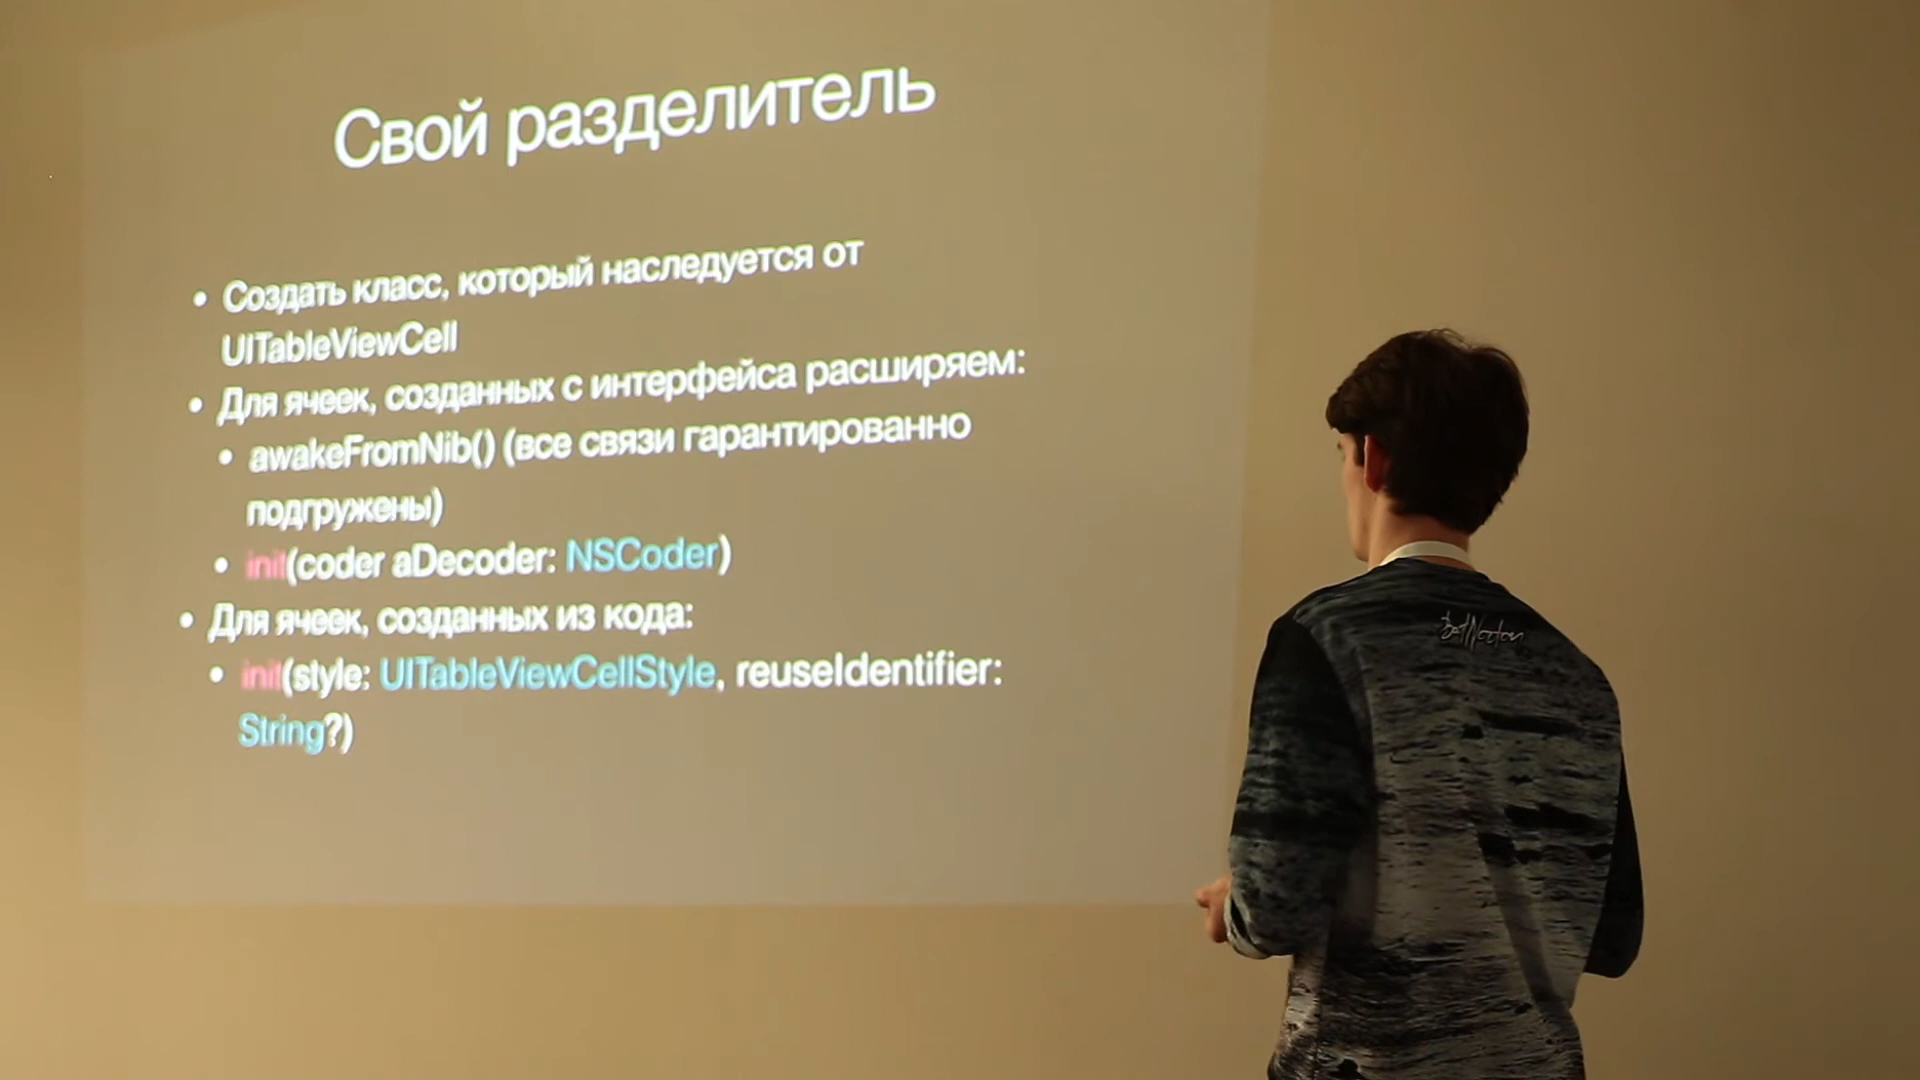 Свой разделитель
• Создать класс, который наследуется от
UITableViewCell
• Для ячеек, созданных с интерфейса расширяем:
• awakeFromNib() (все связи гарантированно
подгружены)
• init(coder aDecoder: NSCoder)
• Для ячеек, созданных из кода:
• init(style: UITableViewCellStyle, reuseIdentifier:
String?)